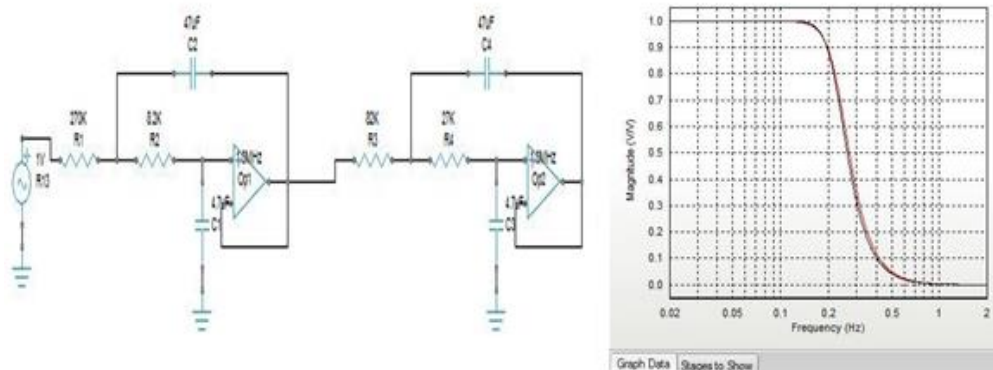 47uF
C2
47uF
C4
270K
R1
8.2K
R2
82K
R3
27K
R4
1V
R13
Op1
Op2
4.7uF
C1
4.7uF
C3
Magnitude (V/V)
1.0
0.9
0.8
0.7
0.6
0.5
0.4
0.3
0.2
0.1
0.0
0.02 0.05 0.1 0.2 0.5 1 2
Frequency (Hz)
Graph Data Stages to Show